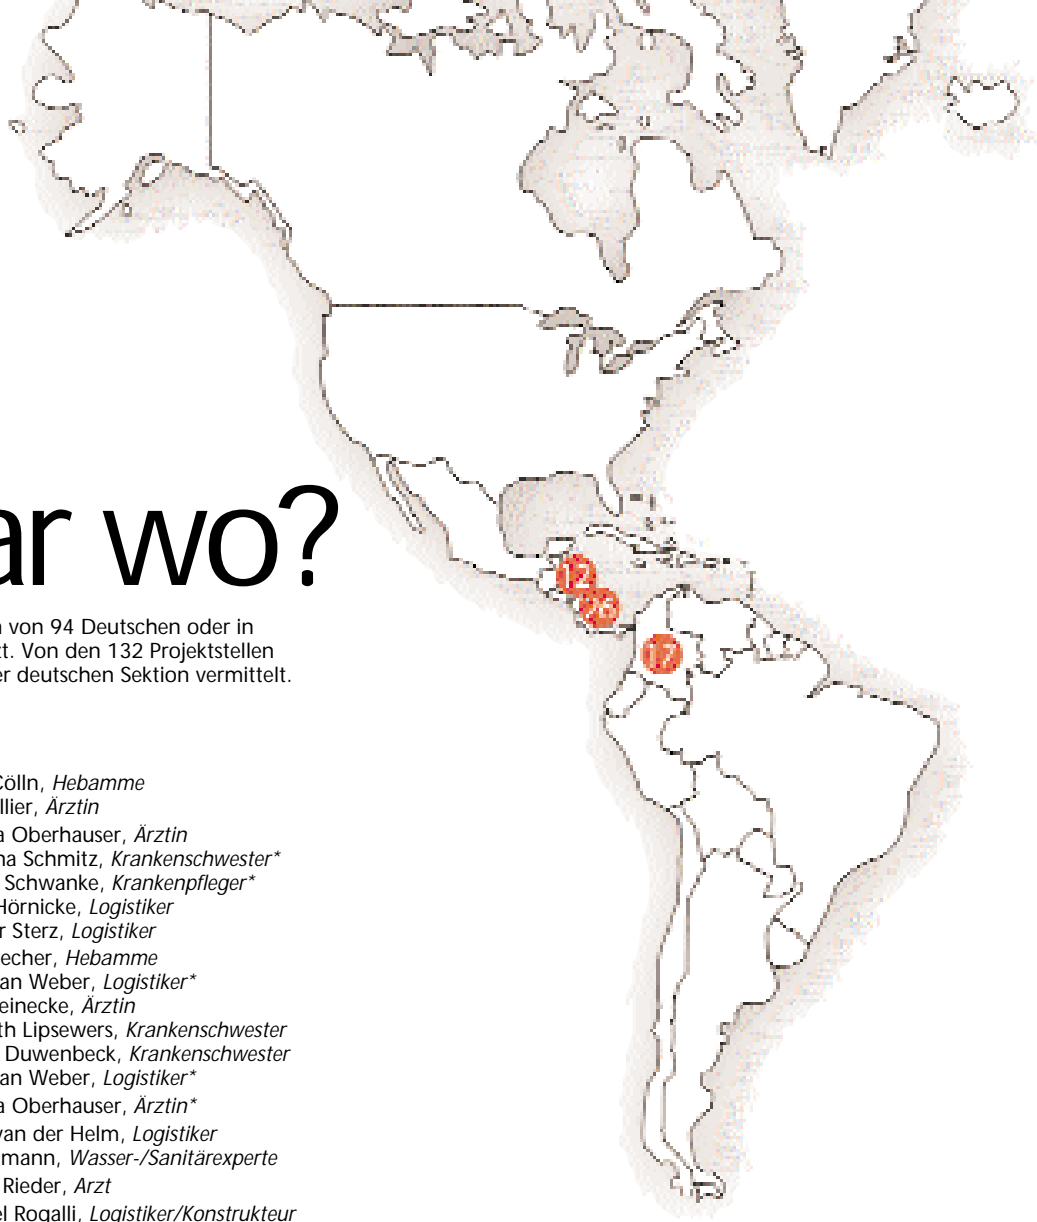 ar wo?
von 94 Deutschen oder in
t. Von den 132 Projektstellen
er deutschen Sektion vermittelt.
Cölln, Hebamme
llier, Ärztin
a Oberhauser, Ärztin
na Schmitz, Krankenschwester*
Schwanke, Krankenpfleger*
Hörnicke, Logistiker
r Sterz, Logistiker
echer, Hebamme
an Weber, Logistiker*
einecke, Ärztin
th Lipsewers, Krankenschwester
Duwenbeck, Krankenschwester
an Weber, Logistiker*
a Oberhauser, Ärztin*
van der Helm, Logistiker
mann, Wasser-/Sanitärexperte
Rieder, Arzt
el Rogalli, Logistiker/Konstrukteur
12
26